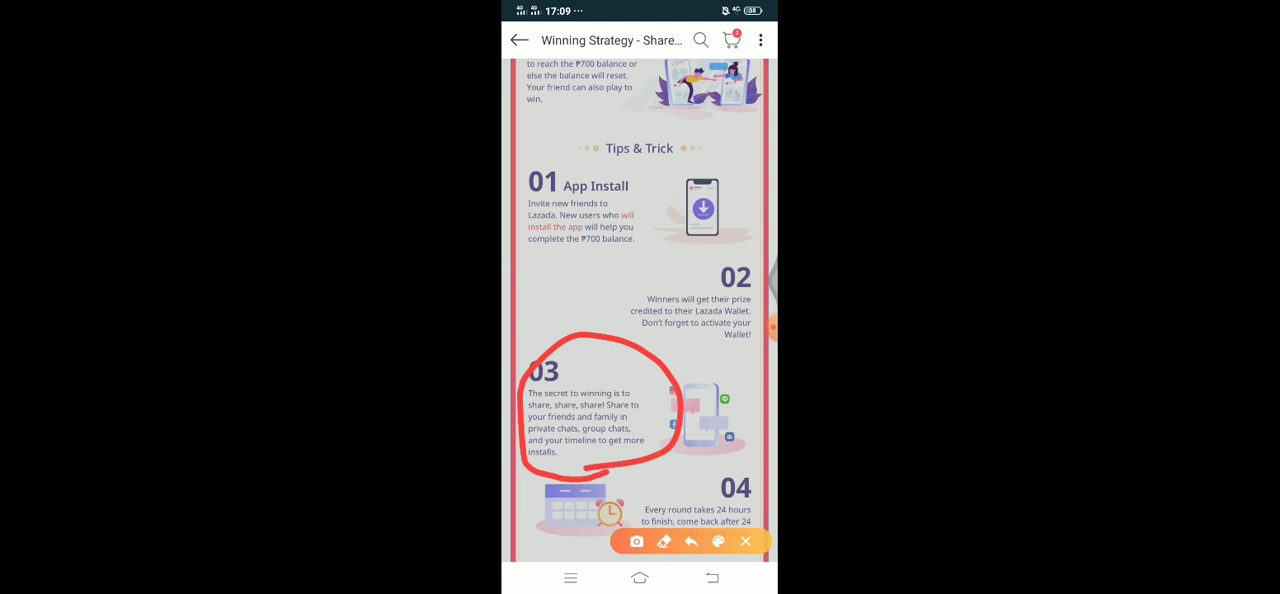 4G 4G 17:09 ··· 4G 38
Winning Strategy - Share... 2
to reach the ₱700 balance or
else the balance will reset.
Your friend can also play to
win.
Tips & Trick
01 App Install
Invite new friends to
Lazada. New users who will
install the app will help you
complete the ₱700 balance.
02
Winners will get their prize
credited to their Lazada Wallet.
Don't forget to activate your
Wallet!
03
The secret to winning is to
share, share, share! Share to
your friends and family in
private chats, group chats,
and your timeline to get more
installs.
04
Every round takes 24 hours
to finish, come back after 24